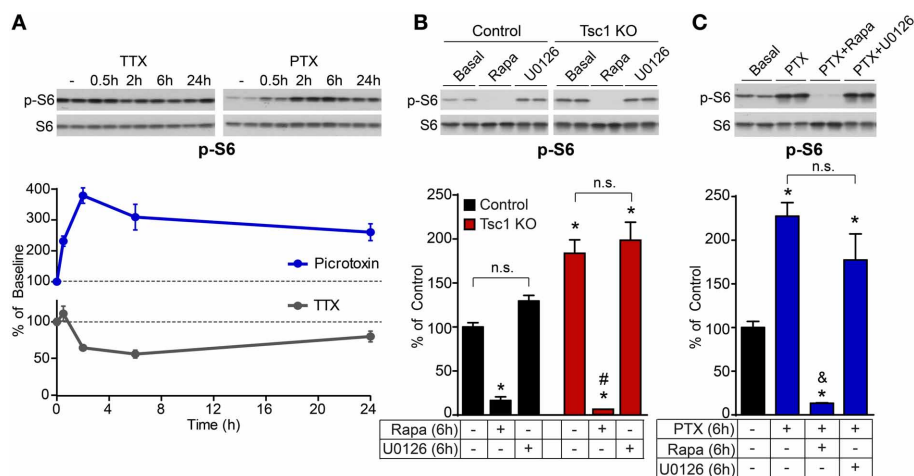 A
TTX PTX
- 0.5h 2h 6h 24h - 0.5h 2h 6h 24h
p-S6
S6
p-S6
400
300
200
100
100
50
0
% of Baseline
Picrotoxin
TTX
0 4 8 12 16 20 24
Time (h)
B
Control Tsc1 KO
Basal Rapa U0126 Basal Rapa U0126
p-S6
S6
p-S6
250
200
150
100
50
0
% of Control
Control
Tsc1 KO
n.s.
n.s.
*
*
*
#
*
Rapa (6h) - + - - + -
U0126 (6h) - - + - - +
C
Basal PTX PTX+Rapa PTX+U0126
p-S6
S6
p-S6
250
200
150
100
50
0
% of Control
n.s.
*
*
&
*
PTX (6h) - + + +
Rapa (6h) - - + -
U0126 (6h) - - - +